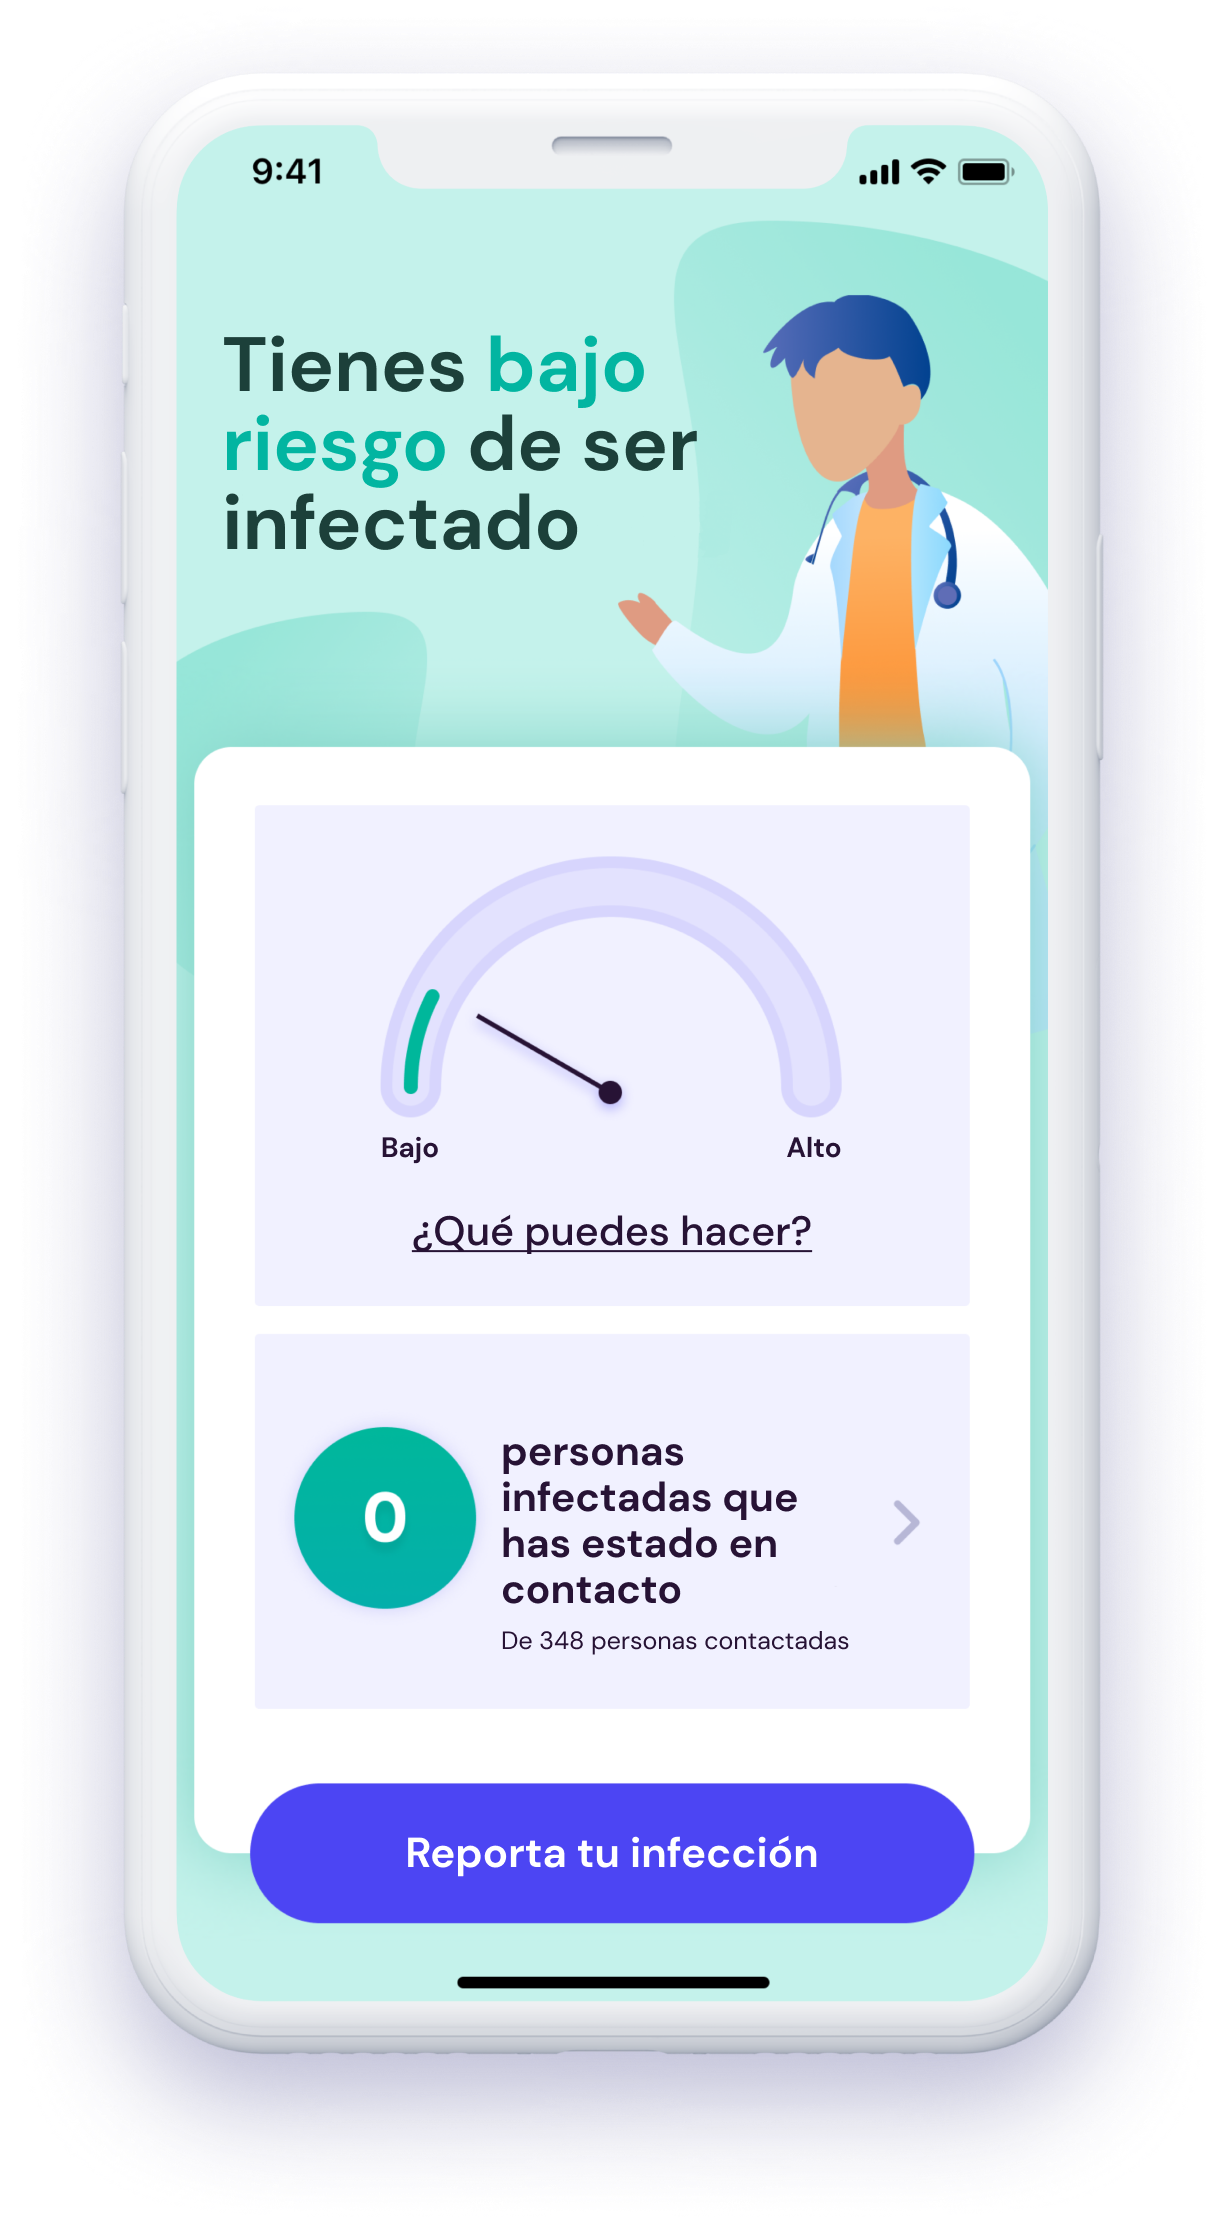 9:41
Tienes bajo
riesgo de ser
infectado
Bajo
Alto
¿Qué puedes hacer?
0
personas
infectadas que
has estado en
contacto
De 348 personas contactadas
Reporta tu infección